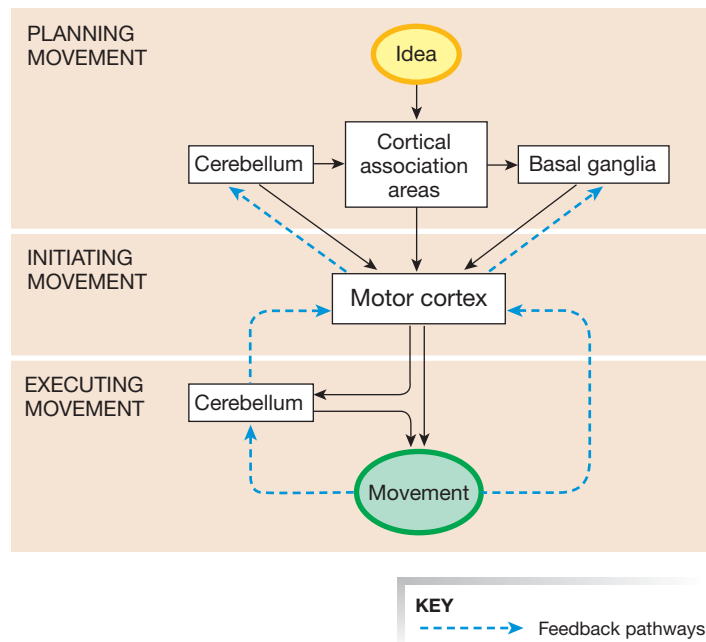 PLANNING
MOVEMENT
Idea
Cerebellum
Cortical
association
areas
Basal ganglia
INITIATING
MOVEMENT
Motor cortex
EXECUTING
MOVEMENT
Cerebellum
Movement
KEY
Feedback pathways